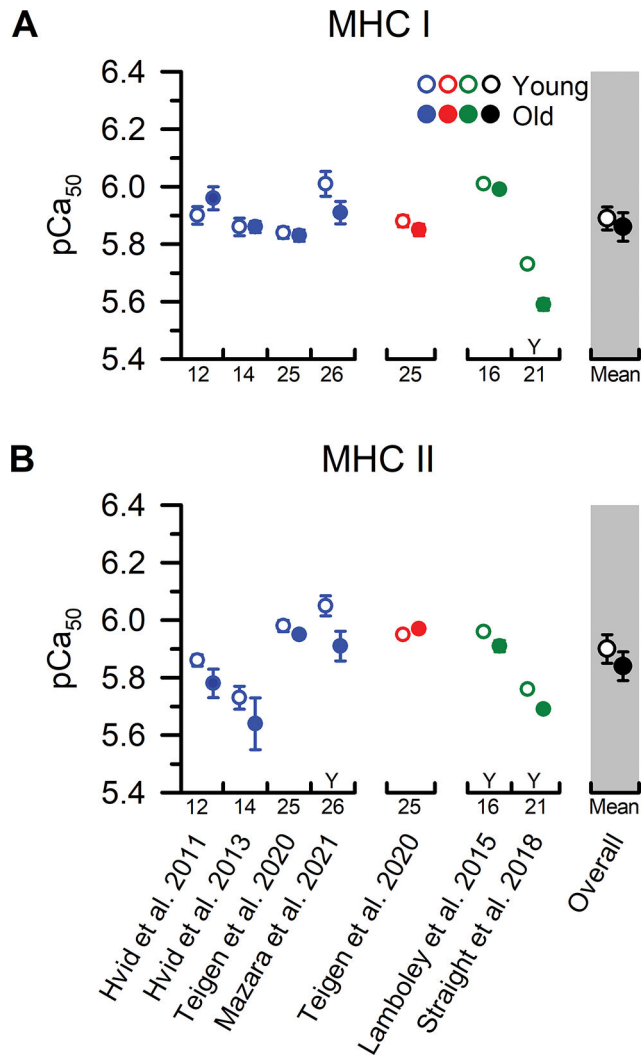 A
MHC I
6.4
6.2
6.0
5.8
5.6
5.4
pCa50
Young
Old
Y
12 14 25 26 25 16 21 Mean
B
MHC II
6.4
6.2
6.0
5.8
5.6
5.4
pCa50
Y Y Y
12 14 25 26 25 16 21 Mean
Hvid et al. 2011
Hvid et al. 2013
Teigen et al. 2020
Mazara et al. 2021
Teigen et al. 2020
Lamboley et al. 2015
Straight et al. 2018
Overall